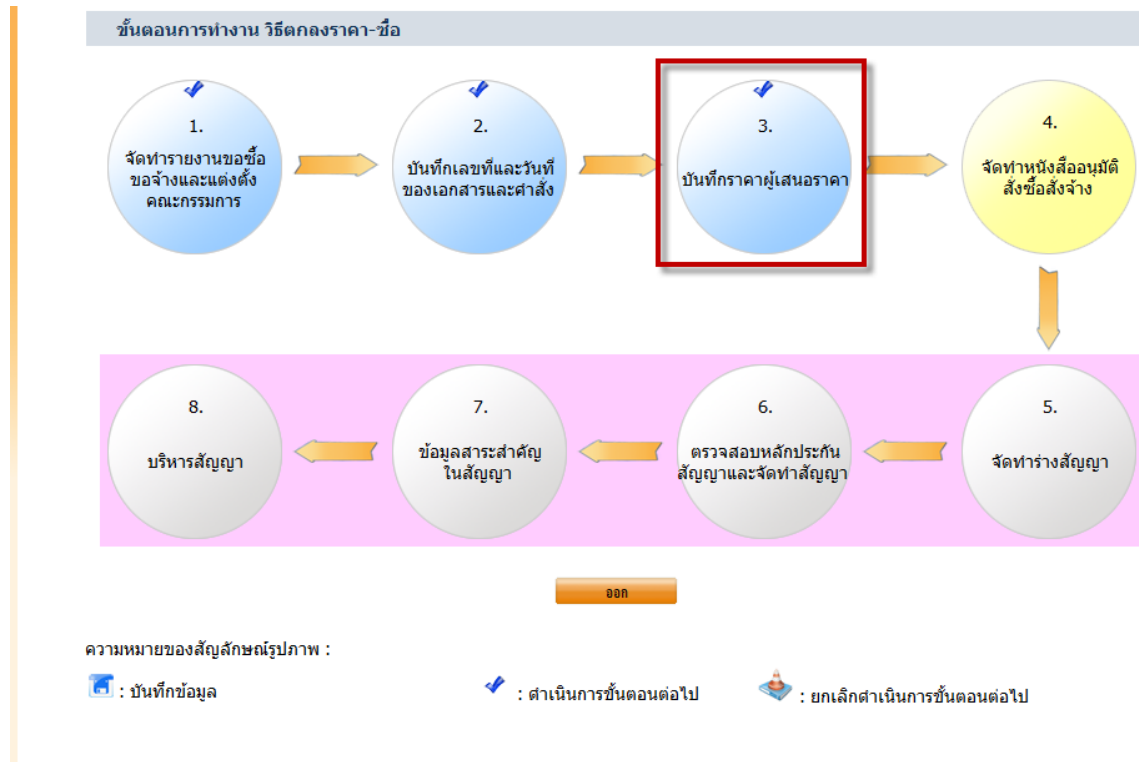 ขั้นตอนการทำงาน วิธีตกลงราคา-ซื้อ
1.
จัดทำรายงานขอซื้อ
ขอจ้างและแต่งตั้ง
คณะกรรมการ
2.
บันทึกเลขที่และวันที่
ของเอกสารและคำสั่ง
3.
บันทึกราคาผู้เสนอราคา
4.
จัดทำหนังสืออนุมัติ
สั่งซื้อสั่งจ้าง
8.
บริหารสัญญา
7.
ข้อมูลสาระสำคัญ
ในสัญญา
6.
ตรวจสอบหลักประกัน
สัญญาและจัดทำสัญญา
5.
จัดทำร่างสัญญา
ออก
ความหมายของสัญลักษณ์รูปภาพ :
: บันทึกข้อมูล
: ดำเนินการขั้นตอนต่อไป
: ยกเลิกดำเนินการขั้นตอนต่อไป